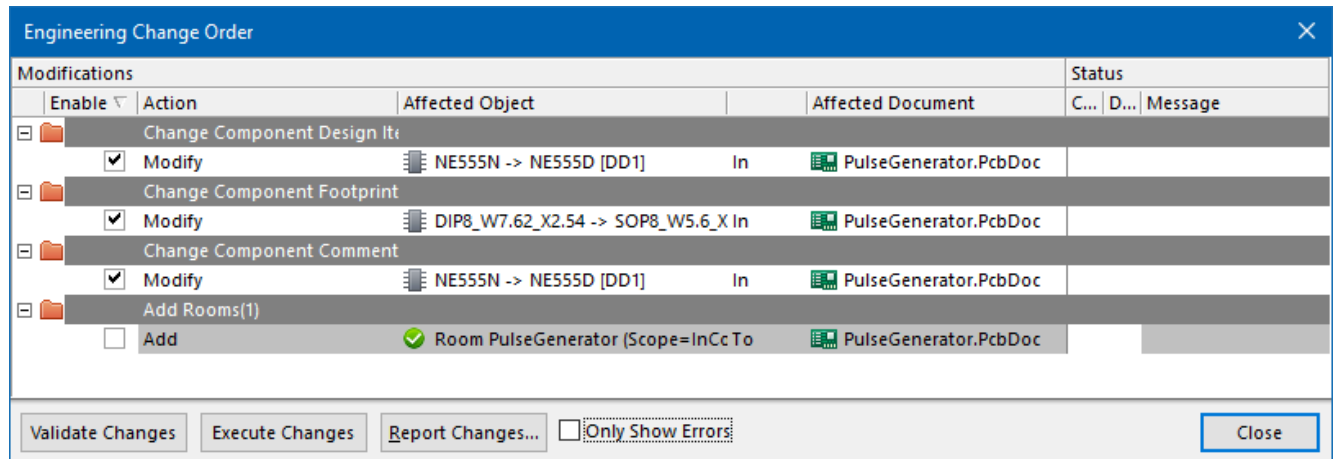 Engineering Change Order
Modifications Status
Enable Action Affected Object Affected Document C... D... Message
Change Component Design Ite
Modify NE555N -> NE555D [DD1] In PulseGenerator.PcbDoc
Change Component Footprint
Modify DIP8_W7.62_X2.54 -> SOP8_W5.6_X In PulseGenerator.PcbDoc
Change Component Comment
Modify NE555N -> NE555D [DD1] In PulseGenerator.PcbDoc
Add Rooms(1)
Add Room PulseGenerator (Scope=InCc To PulseGenerator.PcbDoc
Validate Changes Execute Changes Report Changes... Only Show Errors Close